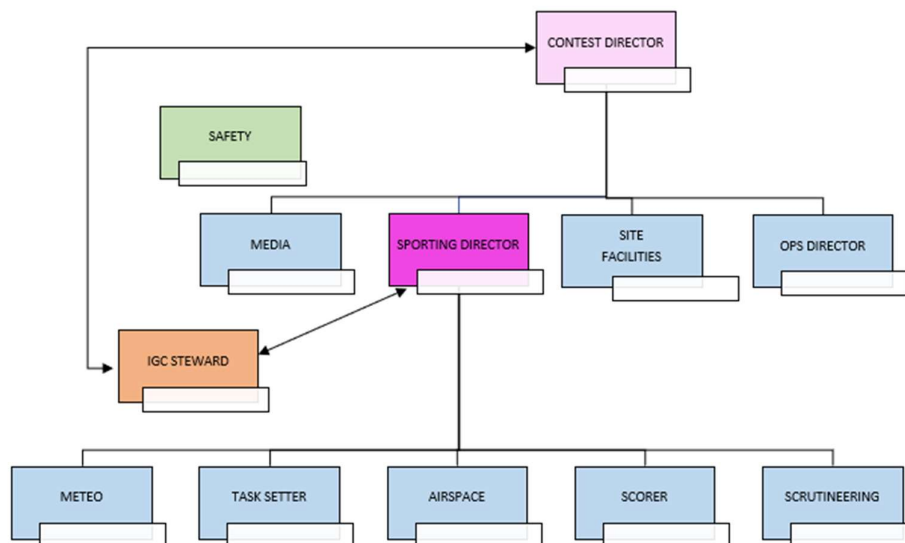 CONTEST DIRECTOR
SAFETY
MEDIA
SPORTING DIRECTOR
SITE
FACILITIES
OPS DIRECTOR
IGC STEWARD
METEO
TASK SETTER
AIRSPACE
SCORER
SCRUTINEERING